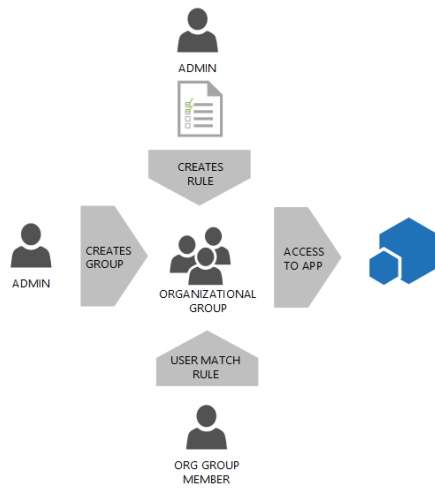 ADMIN
CREATES
RULE
CREATES
GROUP
ADMIN
ORGANIZATIONAL
GROUP
ACCESS
TO APP
USER MATCH
RULE
ORG GROUP
MEMBER